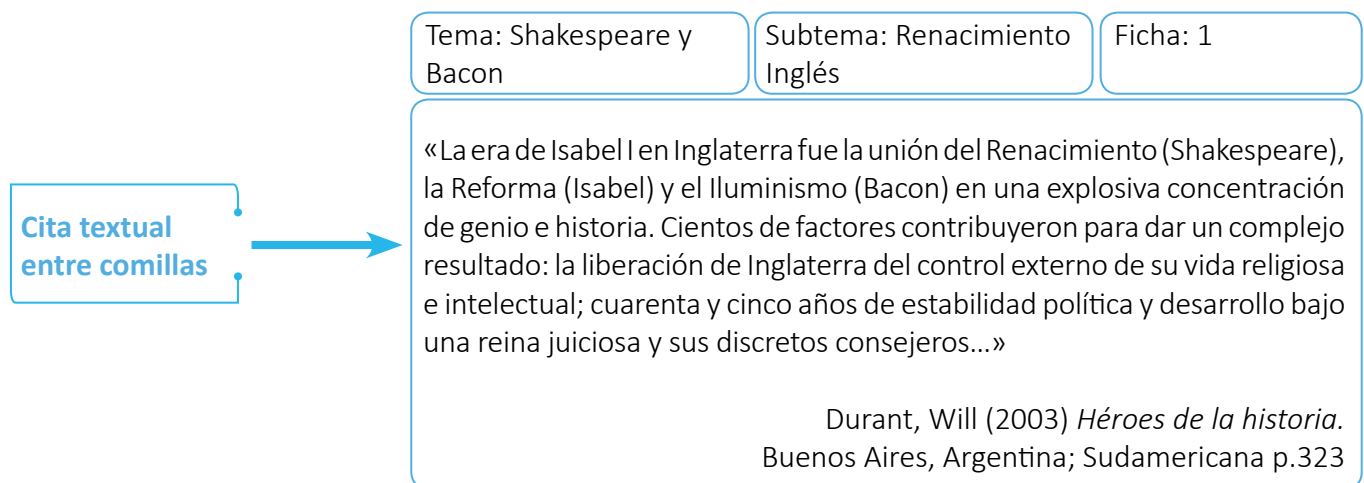 Tema: Shakespeare y
Bacon
Subtema: Renacimiento
Inglés
Ficha: 1
Cita textual
entre comillas
«La era de Isabel I en Inglaterra fue la unión del Renacimiento (Shakespeare),
la Reforma (Isabel) y el Iluminismo (Bacon) en una explosiva concentración
de genio e historia. Cientos de factores contribuyeron para dar un complejo
resultado: la liberación de Inglaterra del control externo de su vida religiosa
e intelectual; cuarenta y cinco años de estabilidad política y desarrollo bajo
una reina juiciosa y sus discretos consejeros...»
Durant, Will (2003) Héroes de la historia.
Buenos Aires, Argentina; Sudamericana p.323